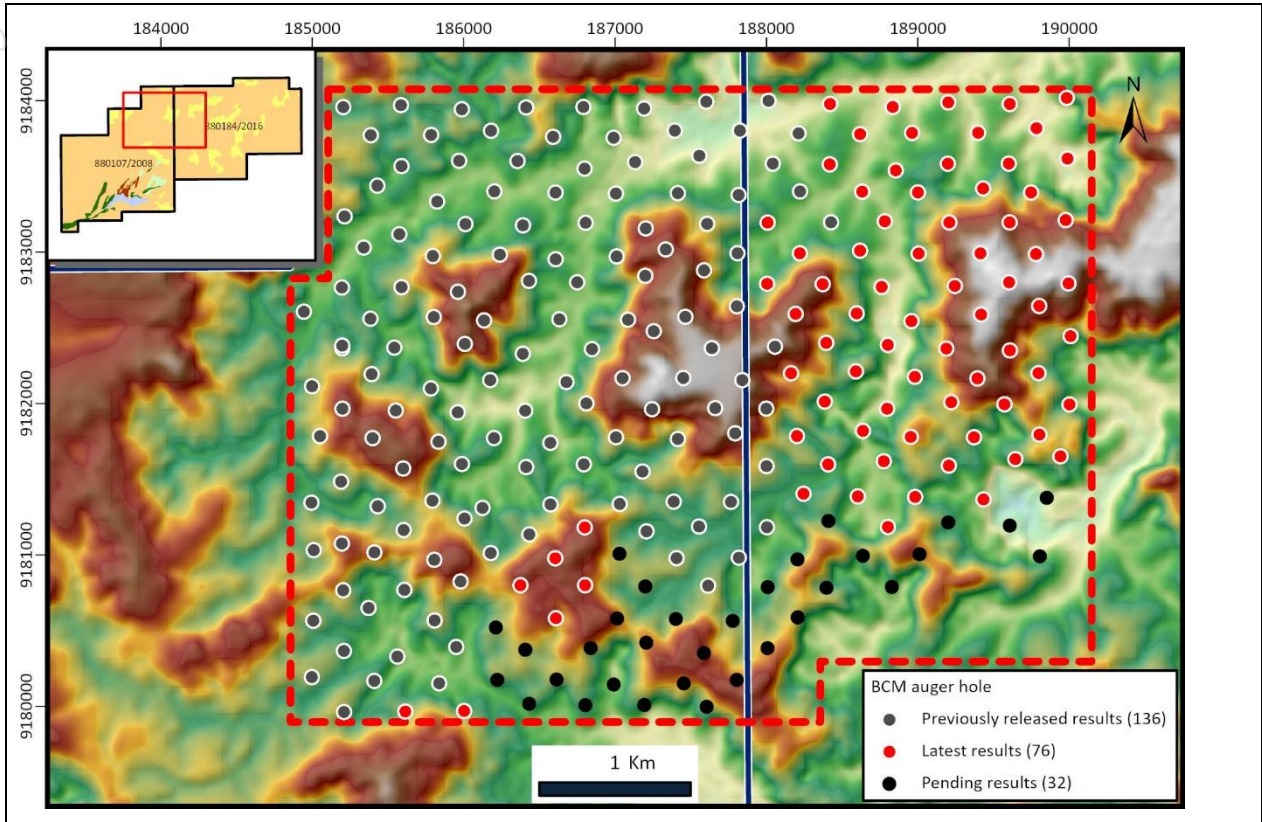 184000 185000 186000 187000 188000 189000 190000
9184000
9183000
9182000
9181000
9180000
880184/2016
880107/2008
N
1 Km
BCM auger hole
Previously released results (136)
Latest results (76)
Pending results (32)